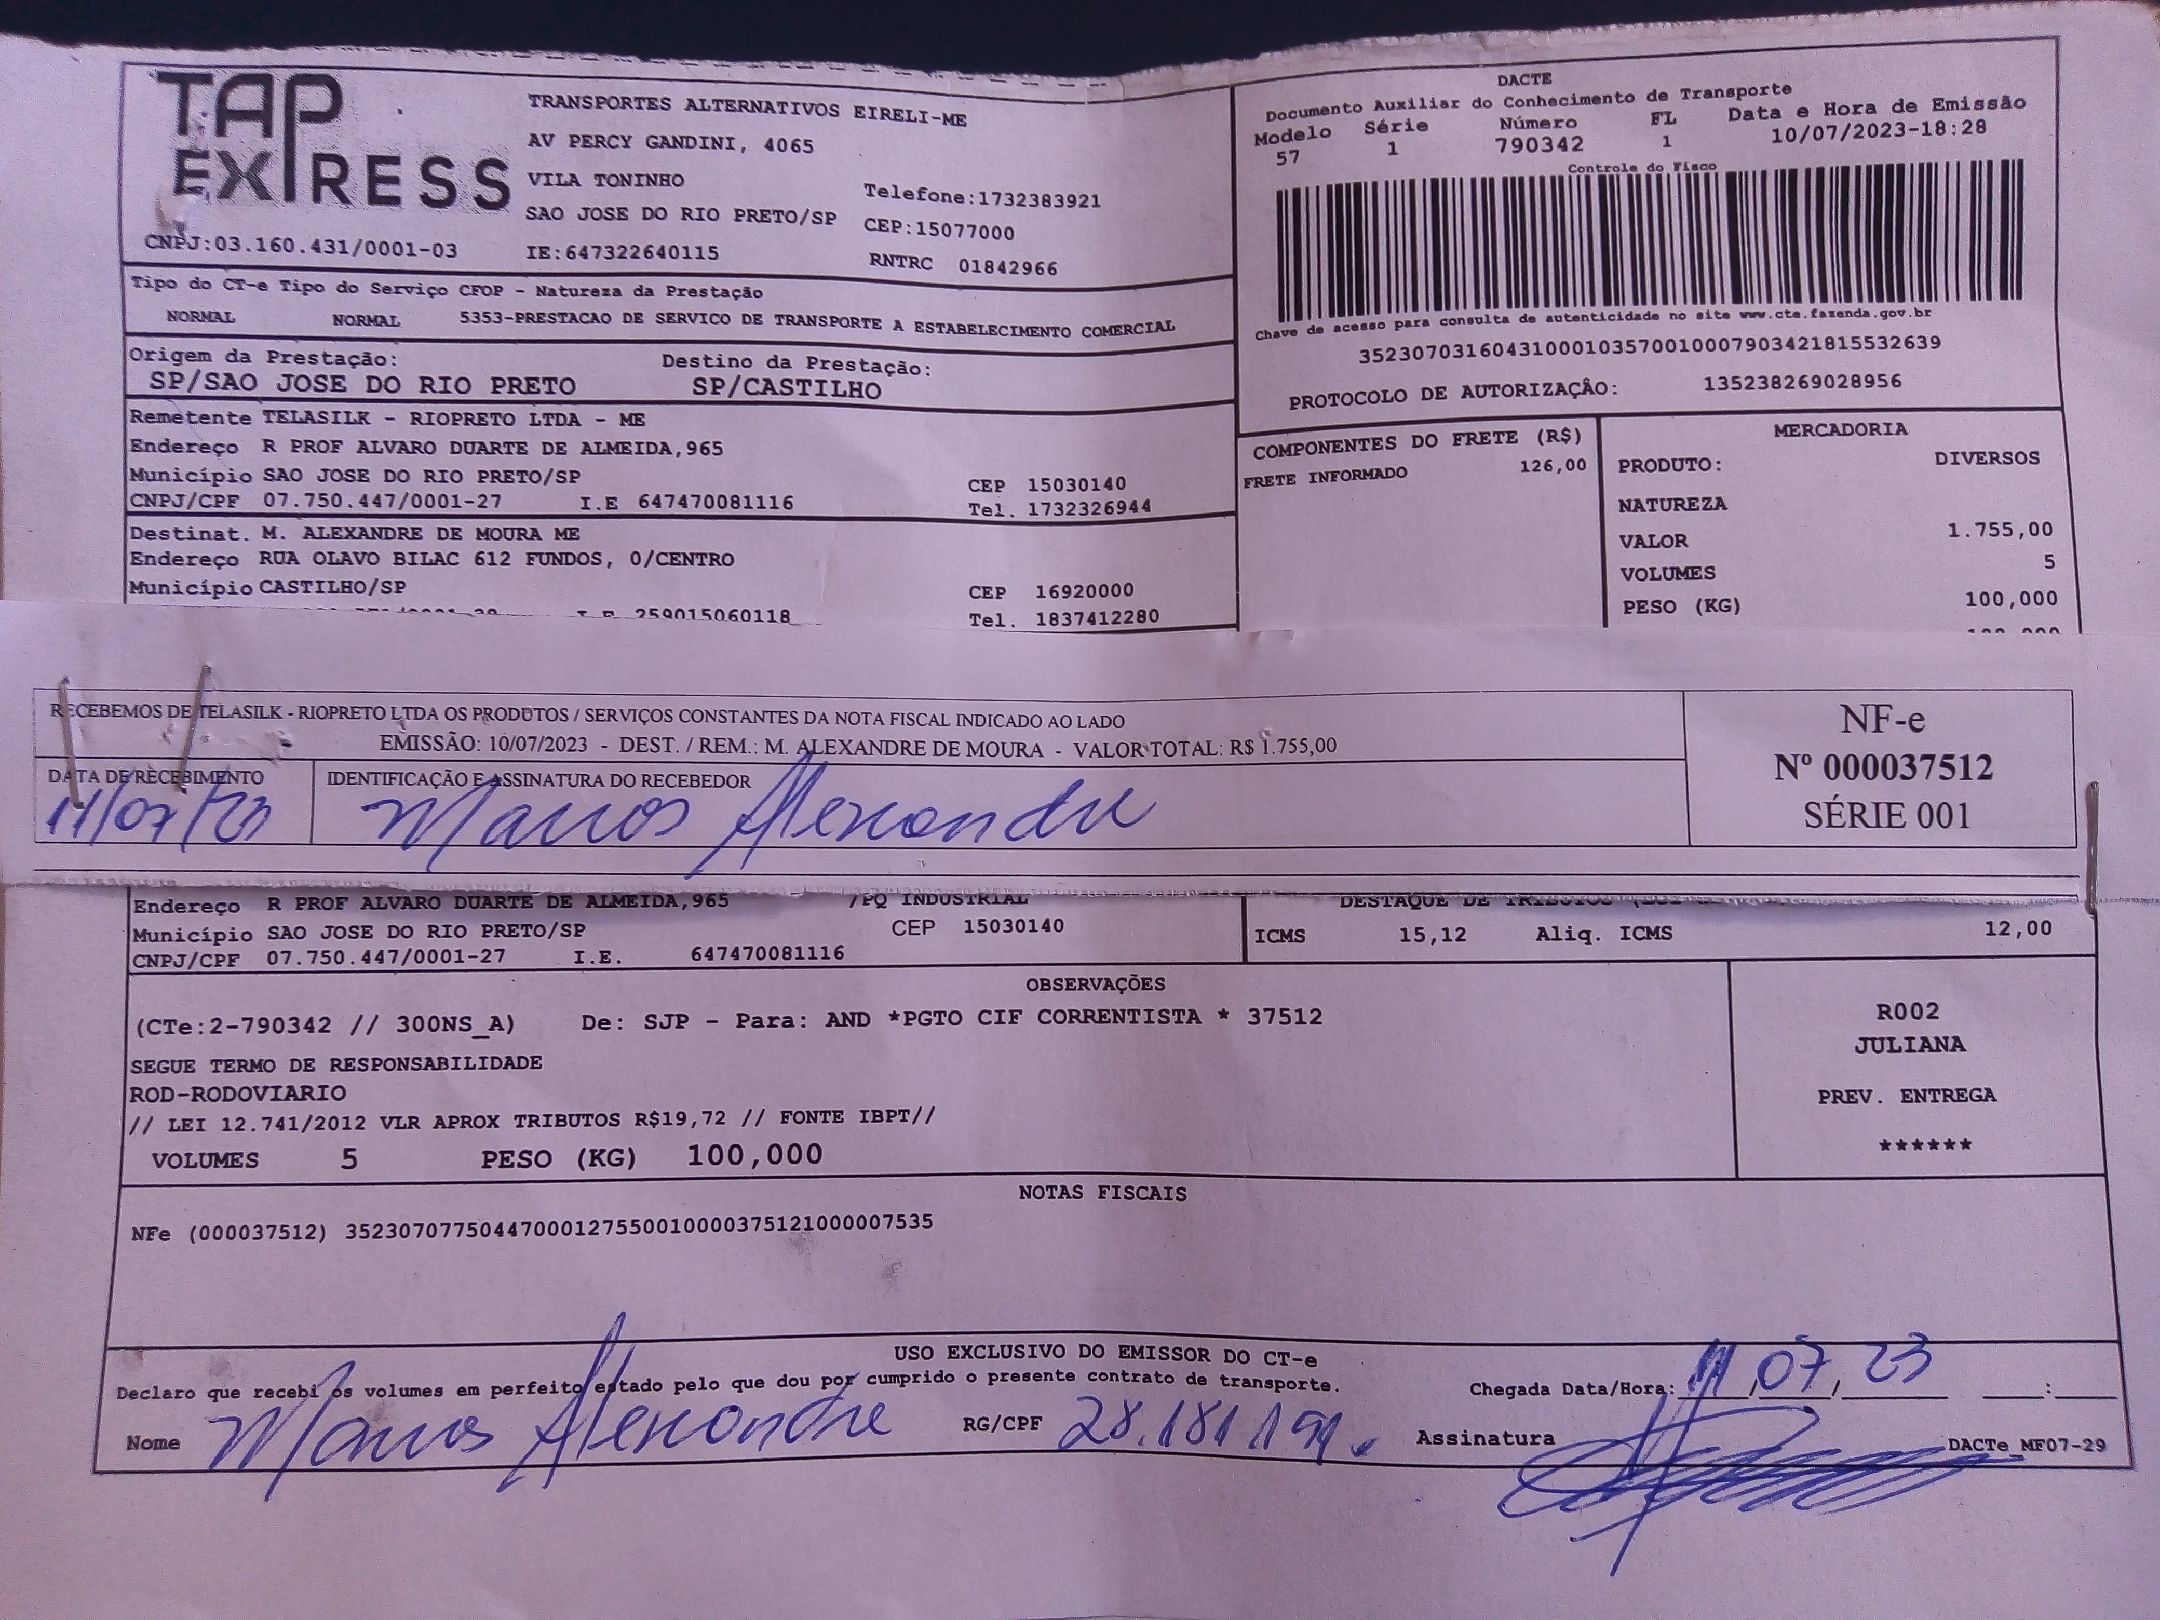 TAP EXPRESS
TRANSPORTES ALTERNATIVOS EIRELI-ME
AV PERCY GANDINI, 4065
VILA TONINHO
Telefone:1732383921
SAO JOSE DO RIO PRETO/SP CEP:15077000
CNPJ:03.160.431/0001-03 IE:647322640115 RNTRC 01842966
DACTE
Documento Auxiliar do Conhecimento de Transporte
Modelo Série Número FL Data e Hora de Emissão
57 1 790342 1 10/07/2023-18:28
Controle do Fisco
Chave de acesso para consulta de autenticidade no site www.cte.fazenda.gov.br
35230703160431000103570010007903421815532639
PROTOCOLO DE AUTORIZAÇÃO: 135238269028956
Tipo do CT-e Tipo do Serviço CFOP - Natureza da Prestação
NORMAL NORMAL 5353-PRESTACAO DE SERVICO DE TRANSPORTE A ESTABELECIMENTO COMERCIAL
Origem da Prestação: Destino da Prestação:
SP/SAO JOSE DO RIO PRETO SP/CASTILHO
Remetente TELASILK - RIOPRETO LTDA - ME
Endereço R PROF ALVARO DUARTE DE ALMEIDA,965
Município SAO JOSE DO RIO PRETO/SP CEP 15030140
CNPJ/CPF 07.750.447/0001-27 I.E 647470081116 Tel. 1732326944
Destinat. M. ALEXANDRE DE MOURA ME
Endereço RUA OLAVO BILAC 612 FUNDOS, 0/CENTRO
Município CASTILHO/SP CEP 16920000
I.E 259015060118 Tel. 1837412280
COMPONENTES DO FRETE (R$)
FRETE INFORMADO 126,00
MERCADORIA
PRODUTO: DIVERSOS
NATUREZA
VALOR 1.755,00
VOLUMES 5
PESO (KG) 100,000
RECEBEMOS DE TELASILK - RIOPRETO LTDA OS PRODUTOS / SERVIÇOS CONSTANTES DA NOTA FISCAL INDICADO AO LADO
EMISSÃO: 10/07/2023 - DEST. / REM.: M. ALEXANDRE DE MOURA - VALOR TOTAL: R$ 1.755,00
DATA DE RECEBIMENTO IDENTIFICAÇÃO E ASSINATURA DO RECEBEDOR
11/07/23 Marcos Alexandre
NF-e
Nº 000037512
SÉRIE 001
Endereço R PROF ALVARO DUARTE DE ALMEIDA,965 /PQ INDUSTRIAL
Município SAO JOSE DO RIO PRETO/SP CEP 15030140
CNPJ/CPF 07.750.447/0001-27 I.E. 647470081116
DESTAQUE DE
ICMS 15,12 Aliq. ICMS 12,00
OBSERVAÇÕES
(CTe:2-790342 // 300NS_A) De: SJP - Para: AND *PGTO CIF CORRENTISTA * 37512
SEGUE TERMO DE RESPONSABILIDADE
ROD-RODOVIARIO
// LEI 12.741/2012 VLR APROX TRIBUTOS R$19,72 // FONTE IBPT//
VOLUMES 5 PESO (KG) 100,000
R002
JULIANA
PREV. ENTREGA
******
NOTAS FISCAIS
NFe (000037512) 35230707750447000127550010000375121000007535
USO EXCLUSIVO DO EMISSOR DO CT-e
Declaro que recebi os volumes em perfeito estado pelo que dou por cumprido o presente contrato de transporte.
Chegada Data/Hora: 11/07/23 :
Nome Marcos Alexandre RG/CPF 28.181.191 Assinatura
DACTe_MF07-29